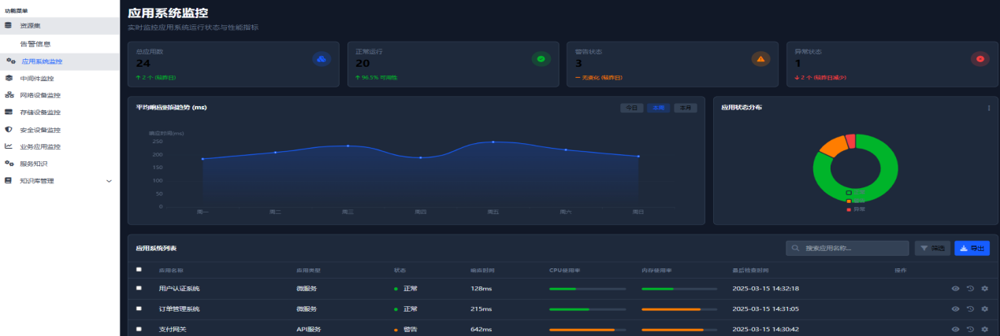 功能菜单
资源集
告警信息
应用系统监控
中间件监控
网络设备监控
存储设备监控
安全设备监控
业务应用监控
服务知识
知识库管理
应用系统监控
实时监控应用系统运行状态与性能指标
总应用数
24
↑ 2 个 (较昨日)
正常运行
20
↑ 96.5% 可用性
警告状态
3
— 无变化 (较昨日)
异常状态
1
↓ 2 个 (较昨日减少)
平均响应时间趋势 (ms)
今日 本周 本月
响应时间(ms)
250
200
150
100
50
0
周一 周二 周三 周四 周五 周六 周日
应用状态分布
异常
应用系统列表
搜索应用名称...
筛选
导出
应用名称 应用类型 状态 响应时间 CPU使用率 内存使用率 最后检查时间 操作
用户认证系统 微服务 正常 128ms 2025-03-15 14:32:18
订单管理系统 微服务 正常 215ms 2025-03-15 14:31:05
支付网关 API服务 警告 642ms 2025-03-15 14:30:42